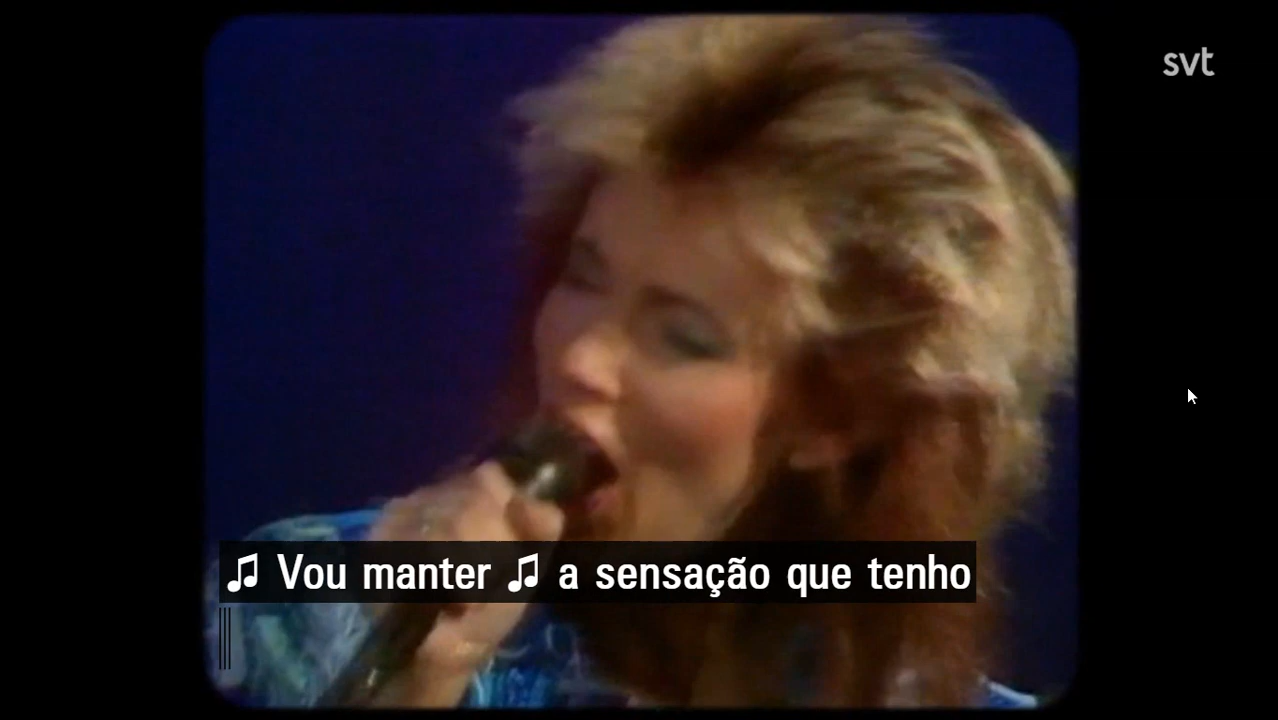 svt
♫ Vou manter ♫ a sensação que tenho